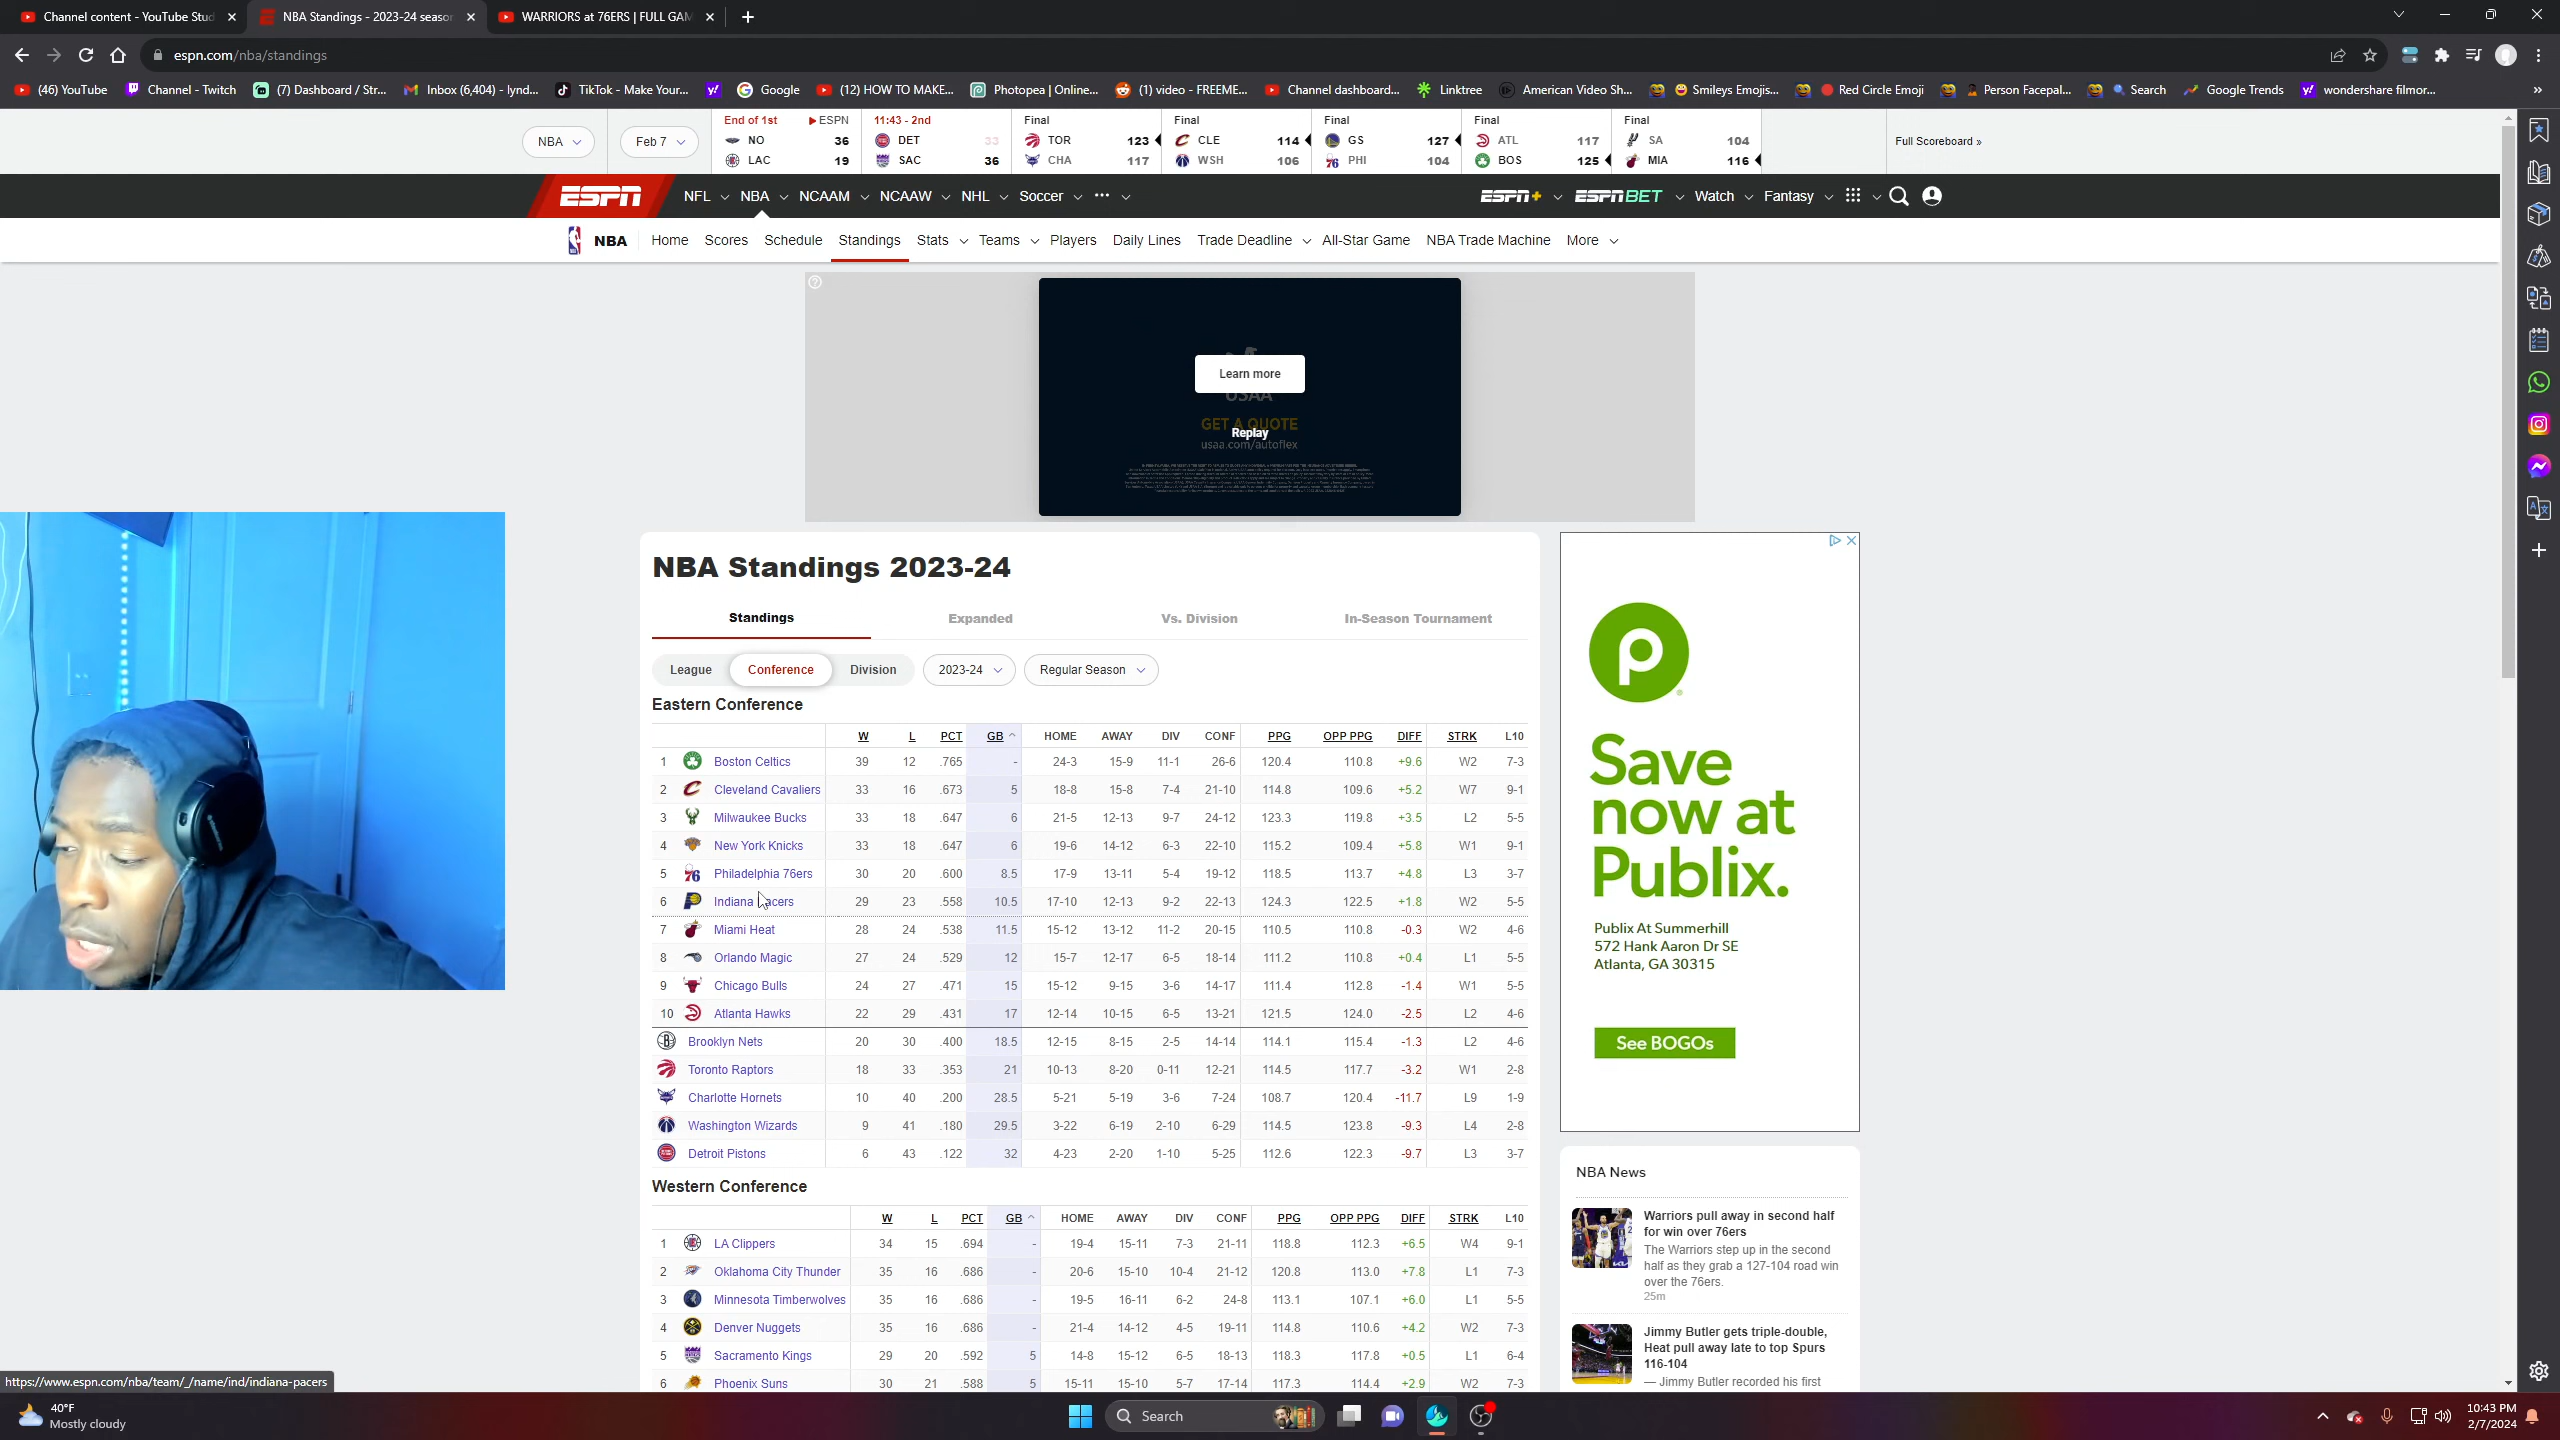 Channel content - YouTube Stud
NBA Standings - 2023-24 season
WARRIORS at 76ERS | FULL GAM
espn.com/nba/standings
(46) YouTube
Channel - Twitch
(7) Dashboard / Str...
Inbox (6,404) - lynd...
TikTok - Make Your...
Google
(12) HOW TO MAKE...
Photopea | Online...
(1) video - FREEME...
Channel dashboard...
Linktree
American Video Sh...
Smileys Emojis...
Red Circle Emoji
Person Facepal...
Search
Google Trends
wondershare filmor...
NBA
Feb 7
End of 1st ESPN
NO 36
LAC 19
11:43 - 2nd
DET 33
SAC 36
Final
TOR 123
CHA 117
Final
CLE 114
WSH 106
Final
GS 127
PHI 104
Final
ATL 117
BOS 125
Final
SA 104
MIA 116
Full Scoreboard »
ESPN NFL NBA NCAAM NCAAW NHL Soccer ESPN+ ESPN BET Watch Fantasy
NBA Home Scores Schedule Standings Stats Teams Players Daily Lines Trade Deadline All-Star Game NBA Trade Machine More
Learn more
USAA
GET A QUOTE
Replay
usaa.com/autoflex
NBA Standings 2023-24
Standings Expanded Vs. Division In-Season Tournament
League Conference Division 2023-24 Regular Season
Eastern Conference
W L PCT GB HOME AWAY DIV CONF PPG OPP PPG DIFF STRK L10
1 Boston Celtics 39 12 .765 - 24-3 15-9 11-1 26-6 120.4 110.8 +9.6 W2 7-3
2 Cleveland Cavaliers 33 16 .673 5 18-8 15-8 7-4 21-10 114.8 109.6 +5.2 W7 9-1
3 Milwaukee Bucks 33 18 .647 6 21-5 12-13 9-7 24-12 123.3 119.8 +3.5 L2 5-5
4 New York Knicks 33 18 .647 6 19-6 14-12 6-3 22-10 115.2 109.4 +5.8 W1 9-1
5 Philadelphia 76ers 30 20 .600 8.5 17-9 13-11 5-4 19-12 118.5 113.7 +4.8 L3 3-7
6 Indiana Pacers 29 23 .558 10.5 17-10 12-13 9-2 22-13 124.3 122.5 +1.8 W2 5-5
7 Miami Heat 28 24 .538 11.5 15-12 13-12 11-2 20-15 110.5 110.8 -0.3 W2 4-6
8 Orlando Magic 27 24 .529 12 15-7 12-17 6-5 18-14 111.2 110.8 +0.4 L1 5-5
9 Chicago Bulls 24 27 .471 15 15-12 9-15 3-6 14-17 111.4 112.8 -1.4 W1 5-5
10 Atlanta Hawks 22 29 .431 17 12-14 10-15 6-5 13-21 121.5 124.0 -2.5 L2 4-6
Brooklyn Nets 20 30 .400 18.5 12-15 8-15 2-5 14-14 114.1 115.4 -1.3 L2 4-6
Toronto Raptors 18 33 .353 21 10-13 8-20 0-11 12-21 114.5 117.7 -3.2 W1 2-8
Charlotte Hornets 10 40 .200 28.5 5-21 5-19 3-6 7-24 108.7 120.4 -11.7 L9 1-9
Washington Wizards 9 41 .180 29.5 3-22 6-19 2-10 6-29 114.5 123.8 -9.3 L4 2-8
Detroit Pistons 6 43 .122 32 4-23 2-20 1-10 5-25 112.6 122.3 -9.7 L3 3-7
Western Conference
W L PCT GB HOME AWAY DIV CONF PPG OPP PPG DIFF STRK L10
1 LA Clippers 34 15 .694 - 19-4 15-11 7-3 21-11 118.8 112.3 +6.5 W4 9-1
2 Oklahoma City Thunder 35 16 .686 - 20-6 15-10 10-4 21-12 120.8 113.0 +7.8 L1 7-3
3 Minnesota Timberwolves 35 16 .686 - 19-5 16-11 6-2 24-8 113.1 107.1 +6.0 L1 5-5
4 Denver Nuggets 35 16 .686 - 21-4 14-12 4-5 19-11 114.8 110.6 +4.2 W2 7-3
5 Sacramento Kings 29 20 .592 5 14-8 15-12 6-5 18-13 118.3 117.8 +0.5 L1 6-4
6 Phoenix Suns 30 21 .588 5 15-11 15-10 5-7 17-14 117.3 114.4 +2.9 W2 7-3
Save
now at
Publix.
Publix At Summerhill
572 Hank Aaron Dr SE
Atlanta, GA 30315
See BOGOs
NBA News
Warriors pull away in second half
for win over 76ers
The Warriors step up in the second
half as they grab a 127-104 road win
over the 76ers.
25m
Jimmy Butler gets triple-double,
Heat pull away late to top Spurs
116-104
— Jimmy Butler recorded his first
https://www.espn.com/nba/team/_/name/ind/indiana-pacers
40°F
Mostly cloudy
Search
10:43 PM
2/7/2024